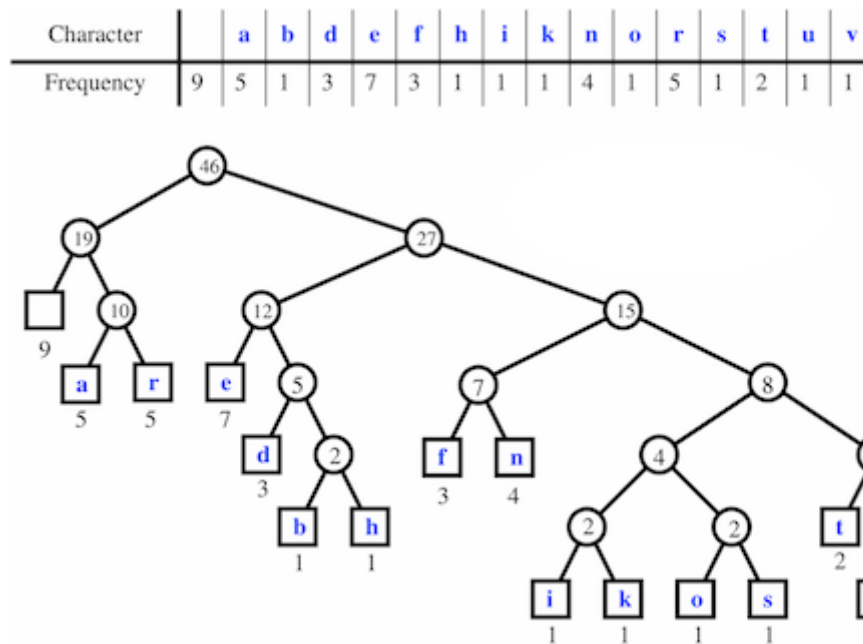 Character a b d e f h i k n o r s t u v
Frequency 9 5 1 3 7 3 1 1 1 4 1 5 1 2 1 1
46
19 27
10 12 15
9
a r e 5 7 8
5 5 7
d 2 f n 4
3 3 4
b h 2 2 t
1 1 2
i k o s
1 1 1 1